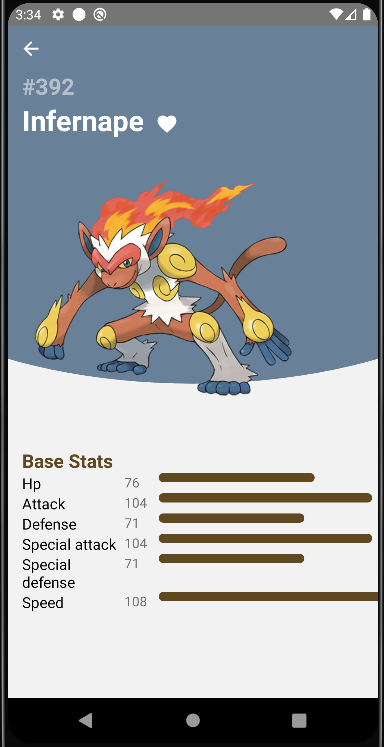 3:34
#392
Infernape
Base Stats
Hp 76
Attack 104
Defense 71
Special attack 104
Special 71
defense
Speed 108